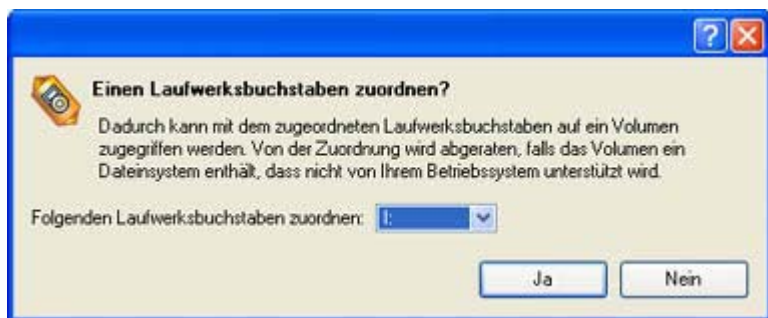 Einen Laufwerksbuchstaben zuordnen?
Dadurch kann mit dem zugeordneten Laufwerksbuchstaben auf ein Volumen
zugegriffen werden. Von der Zuordnung wird abgeraten, falls das Volumen ein
Dateinsystem enthält, dass nicht von Ihrem Betriebssystem unterstützt wird.
Folgenden Laufwerksbuchstaben zuordnen: I:
Ja Nein